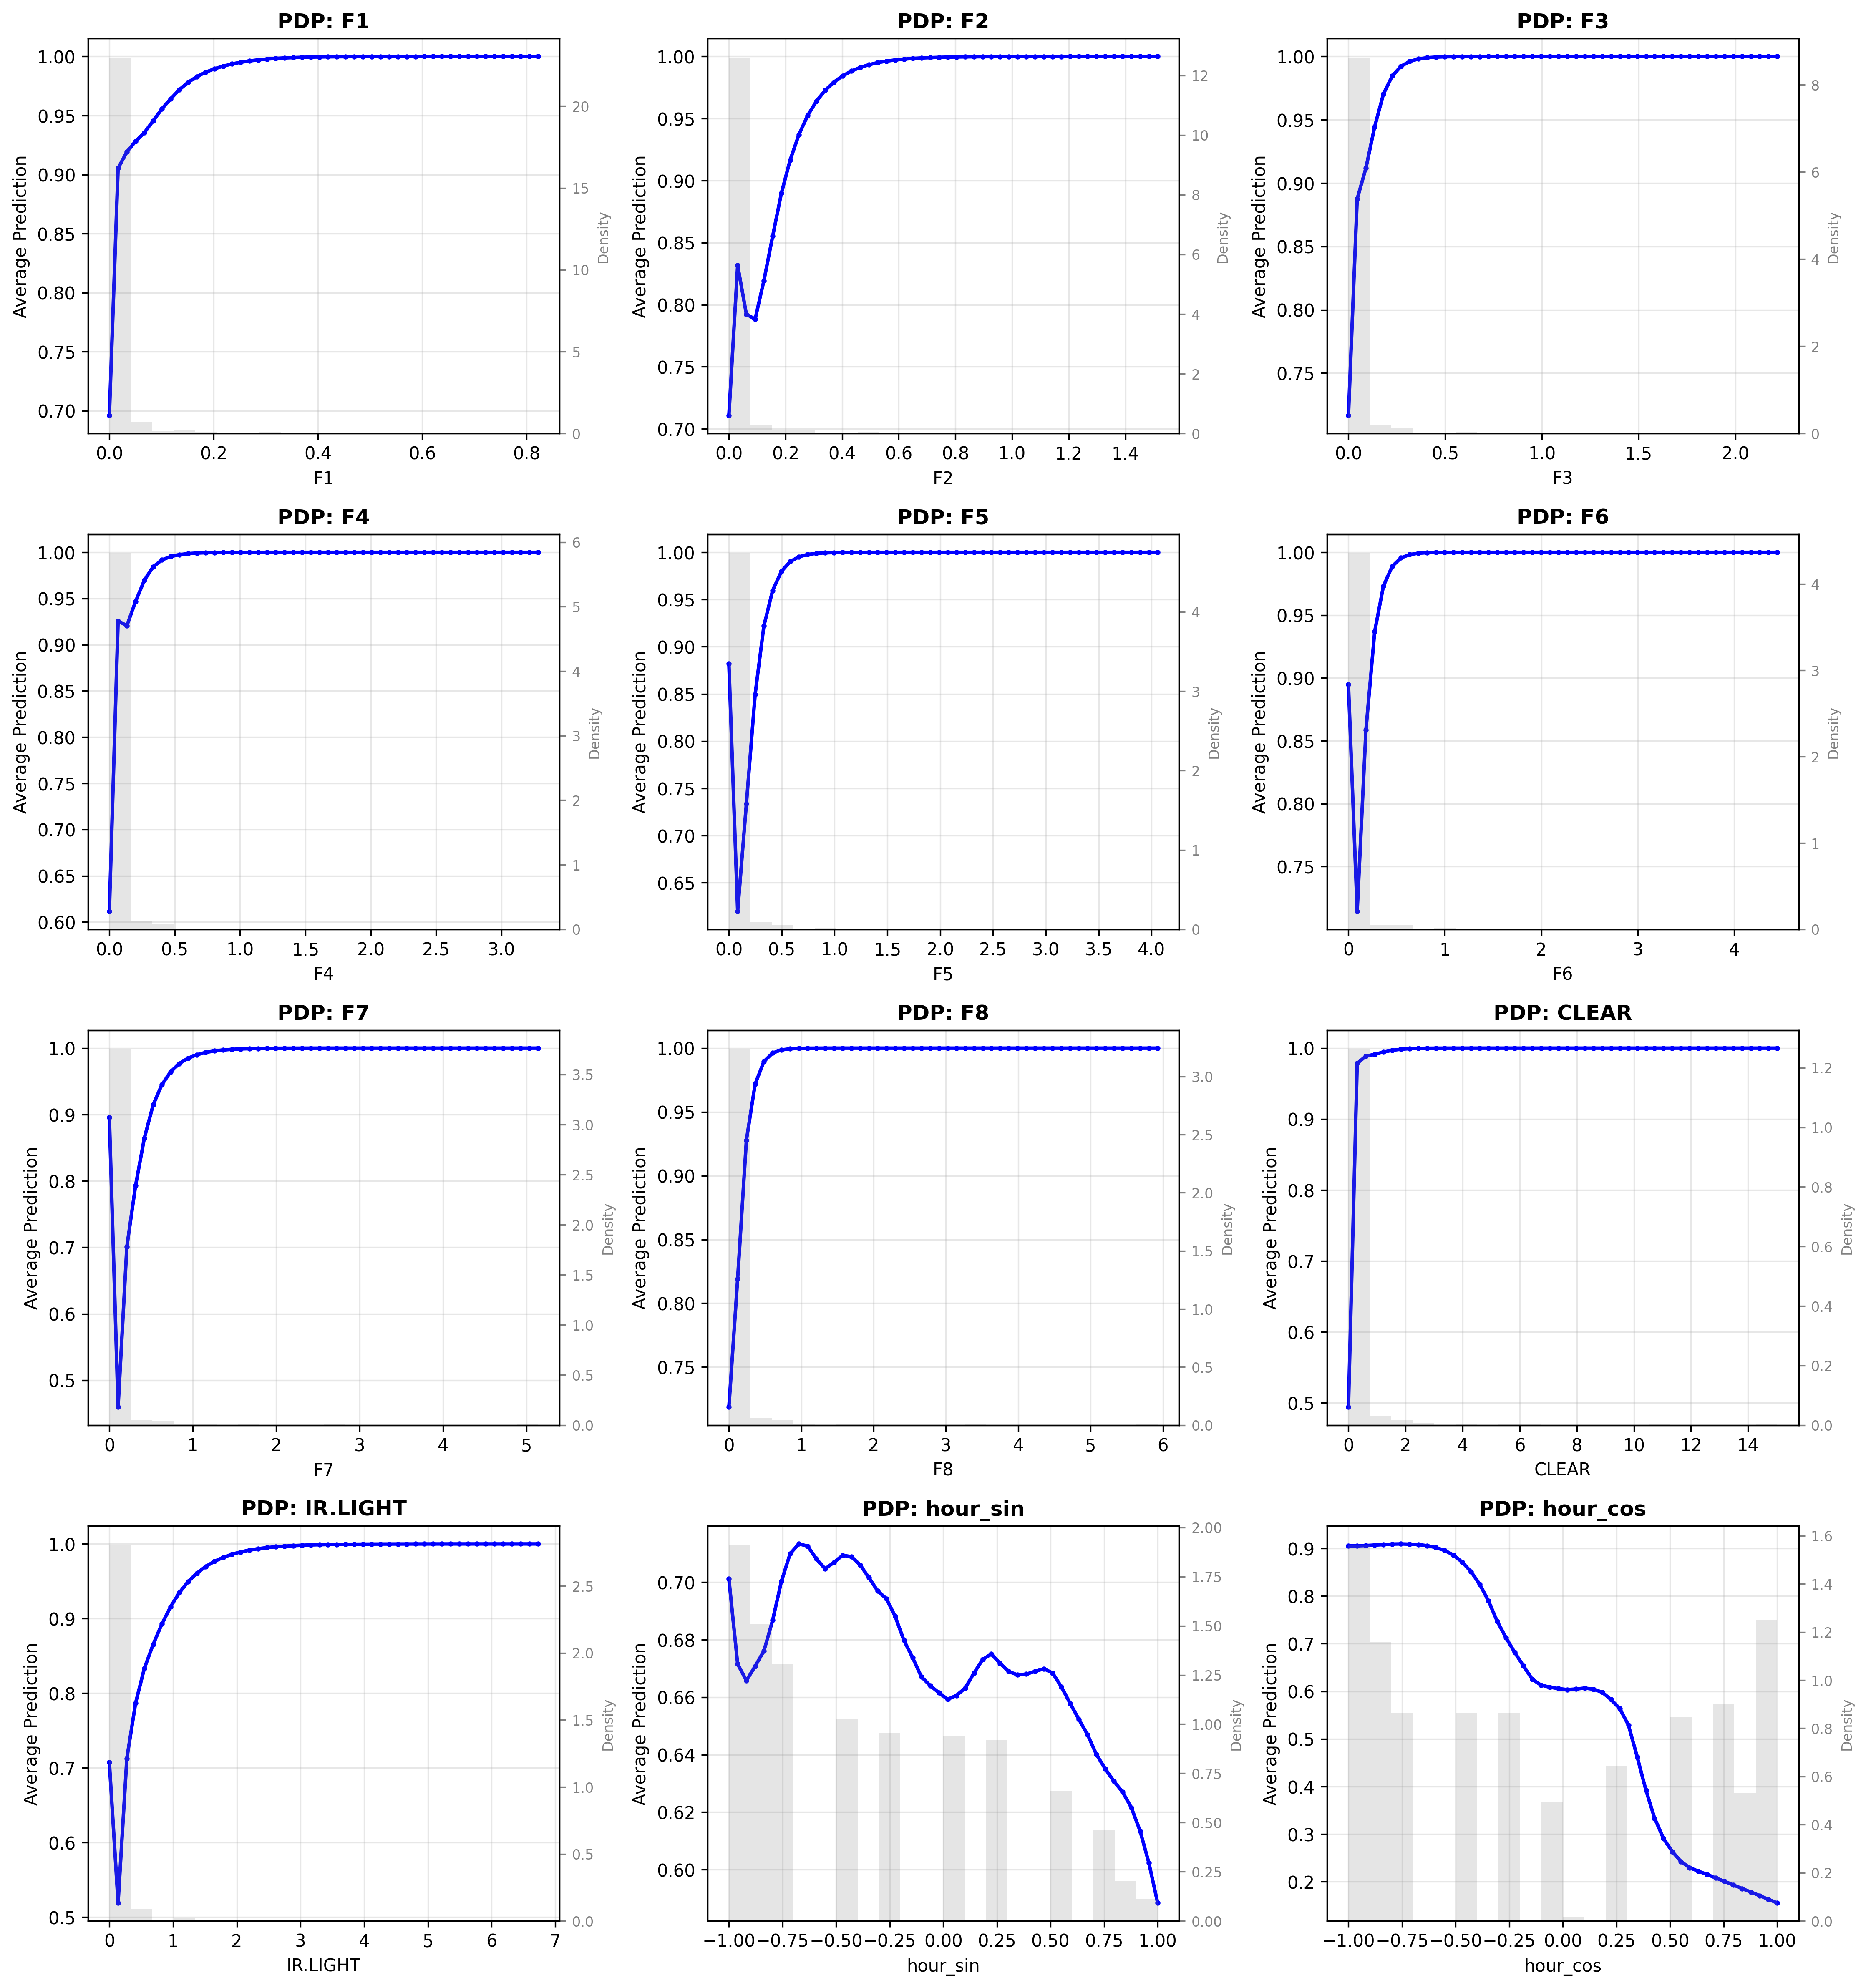 PDP: F1
1.00
0.95
0.90
0.85
0.80
0.75
0.70
Average Prediction
0.0 0.2 0.4 0.6 0.8
F1
20
15
10
5
0
Density
PDP: F2
1.00
0.95
0.90
0.85
0.80
0.75
0.70
Average Prediction
0.0 0.2 0.4 0.6 0.8 1.0 1.2 1.4
F2
12
10
8
6
4
2
0
Density
PDP: F3
1.00
0.95
0.90
0.85
0.80
0.75
Average Prediction
0.0 0.5 1.0 1.5 2.0
F3
8
6
4
2
0
Density
PDP: F4
1.00
0.95
0.90
0.85
0.80
0.75
0.70
0.65
0.60
Average Prediction
0.0 0.5 1.0 1.5 2.0 2.5 3.0
F4
6
5
4
3
2
1
0
Density
PDP: F5
1.00
0.95
0.90
0.85
0.80
0.75
0.70
0.65
Average Prediction
0.0 0.5 1.0 1.5 2.0 2.5 3.0 3.5 4.0
F5
4
3
2
1
0
Density
PDP: F6
1.00
0.95
0.90
0.85
0.80
0.75
Average Prediction
0 1 2 3 4
F6
4
3
2
1
0
Density
PDP: F7
1.0
0.9
0.8
0.7
0.6
0.5
Average Prediction
0 1 2 3 4 5
F7
3.5
3.0
2.5
2.0
1.5
1.0
0.5
0.0
Density
PDP: F8
1.00
0.95
0.90
0.85
0.80
0.75
Average Prediction
0 1 2 3 4 5 6
F8
3.0
2.5
2.0
1.5
1.0
0.5
0.0
Density
PDP: CLEAR
1.0
0.9
0.8
0.7
0.6
0.5
Average Prediction
0 2 4 6 8 10 12 14
CLEAR
1.2
1.0
0.8
0.6
0.4
0.2
0.0
Density
PDP: IR.LIGHT
1.0
0.9
0.8
0.7
0.6
0.5
Average Prediction
0 1 2 3 4 5 6 7
IR.LIGHT
2.5
2.0
1.5
1.0
0.5
0.0
Density
PDP: hour_sin
0.70
0.68
0.66
0.64
0.62
0.60
Average Prediction
−1.00 −0.75 −0.50 −0.25 0.00 0.25 0.50 0.75 1.00
hour_sin
2.00
1.75
1.50
1.25
1.00
0.75
0.50
0.25
0.00
Density
PDP: hour_cos
0.9
0.8
0.7
0.6
0.5
0.4
0.3
0.2
Average Prediction
−1.00 −0.75 −0.50 −0.25 0.00 0.25 0.50 0.75 1.00
hour_cos
1.6
1.4
1.2
1.0
0.8
0.6
0.4
0.2
0.0
Density